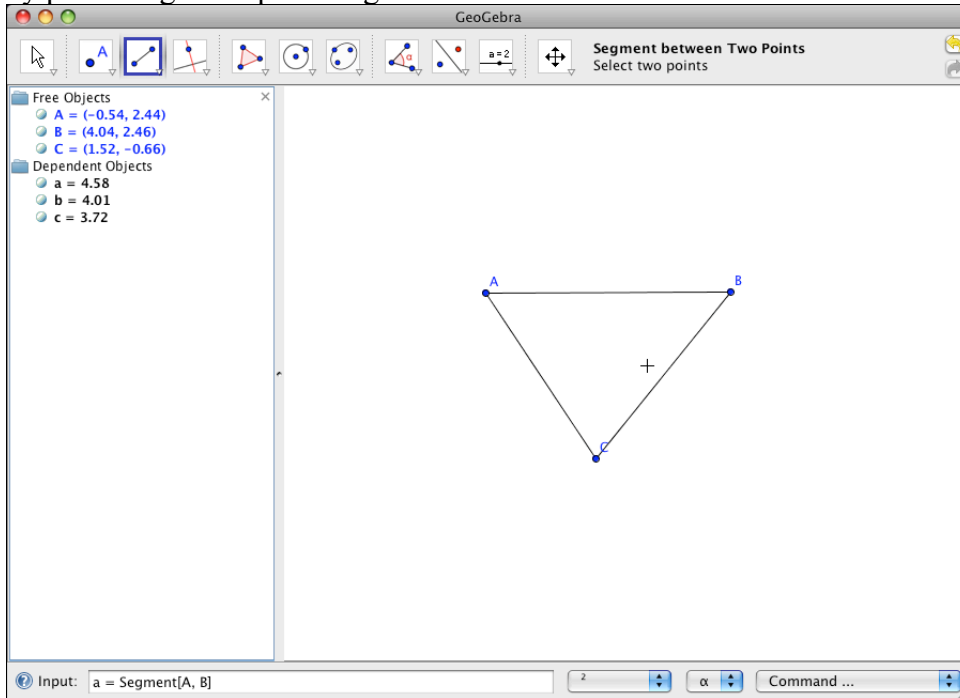 GeoGebra
A
α
a=2
Segment between Two Points
Select two points
Free Objects
A = (-0.54, 2.44)
B = (4.04, 2.46)
C = (1.52, -0.66)
Dependent Objects
a = 4.58
b = 4.01
c = 3.72
A
B
C
Input:
a = Segment[A, B]
2
α
Command ...